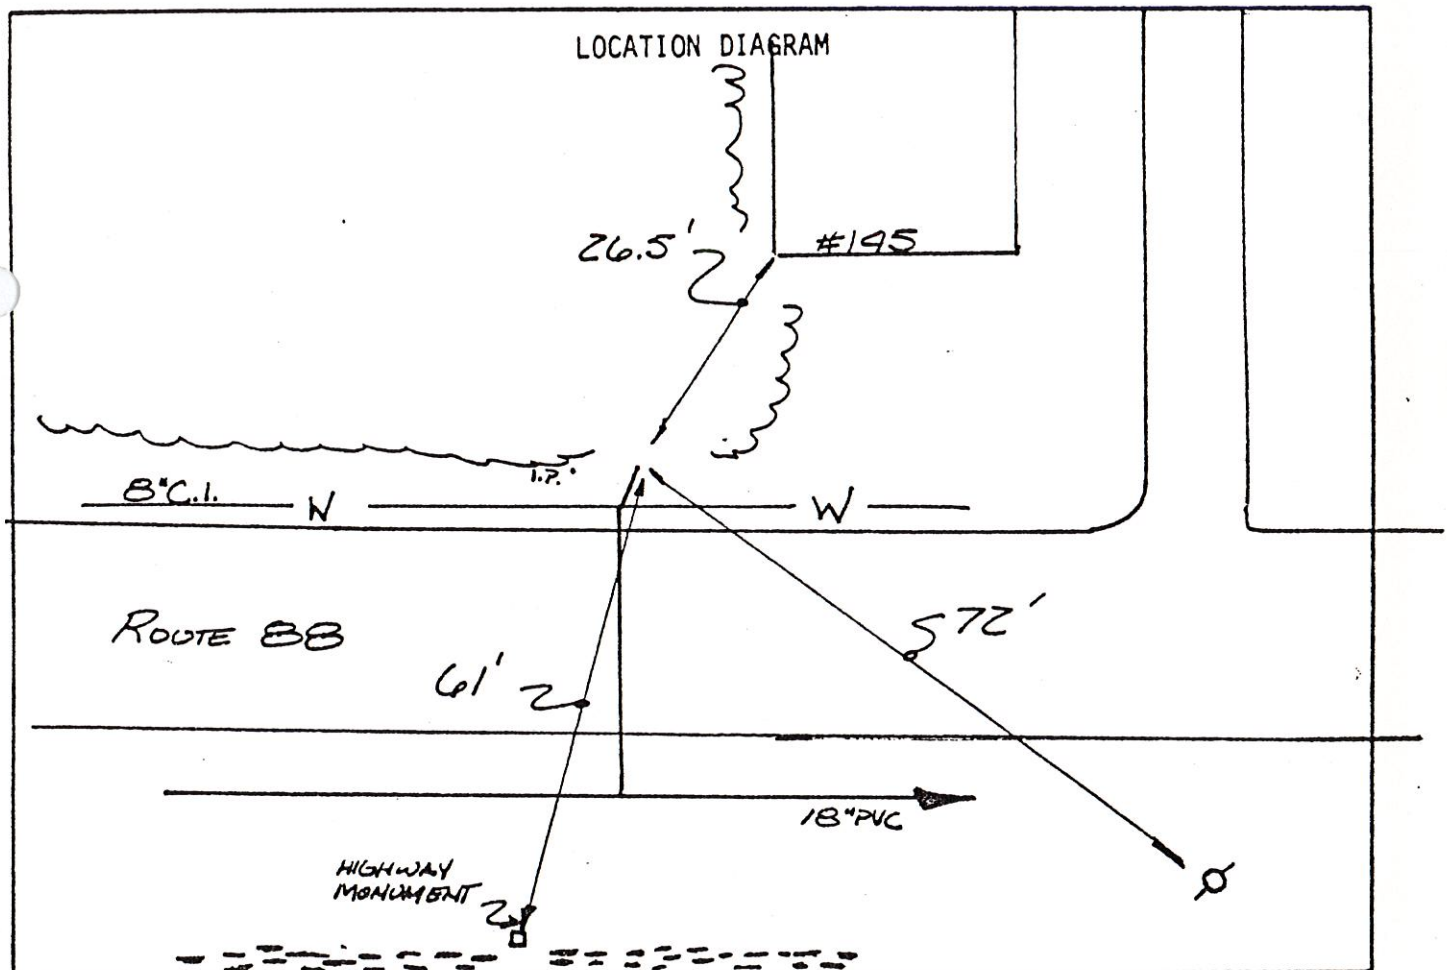 LOCATION DIAGRAM
26.5'
#145
I.P.
8"C.I.
W
W
ROUTE 88
72'
61'
18"PVC
HIGHWAY
MONUMENT